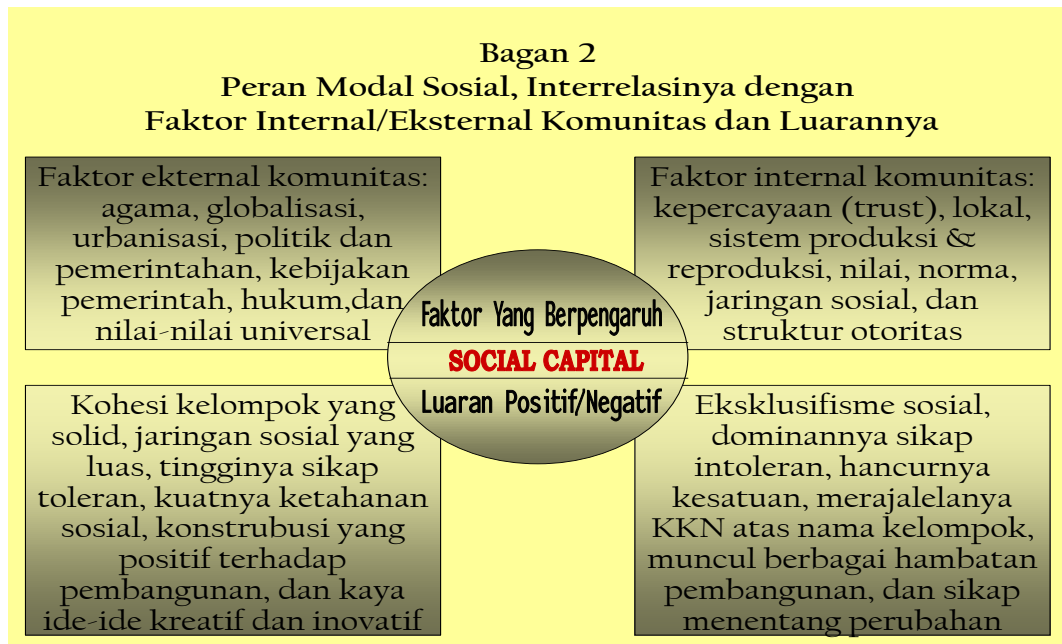 Bagan 2
Peran Modal Sosial, Interrelasinya dengan
Faktor Internal/Eksternal Komunitas dan Luarannya
Faktor ekternal komunitas:
agama, globalisasi,
urbanisasi, politik dan
pemerintahan, kebijakan
pemerintah, hukum,dan
nilai-nilai universal
Faktor internal komunitas:
kepercayaan (trust), lokal,
sistem produksi &
reproduksi, nilai, norma,
jaringan sosial, dan
struktur otoritas
Faktor Yang Berpengaruh
SOCIAL CAPITAL
Luaran Positif/Negatif
Kohesi kelompok yang
solid, jaringan sosial yang
luas, tingginya sikap
toleran, kuatnya ketahanan
sosial, konstrubusi yang
positif terhadap
pembangunan, dan kaya
ide-ide kreatif dan inovatif
Eksklusifisme sosial,
dominannya sikap
intoleran, hancurnya
kesatuan, merajalelanya
KKN atas nama kelompok,
muncul berbagai hambatan
pembangunan, dan sikap
menentang perubahan